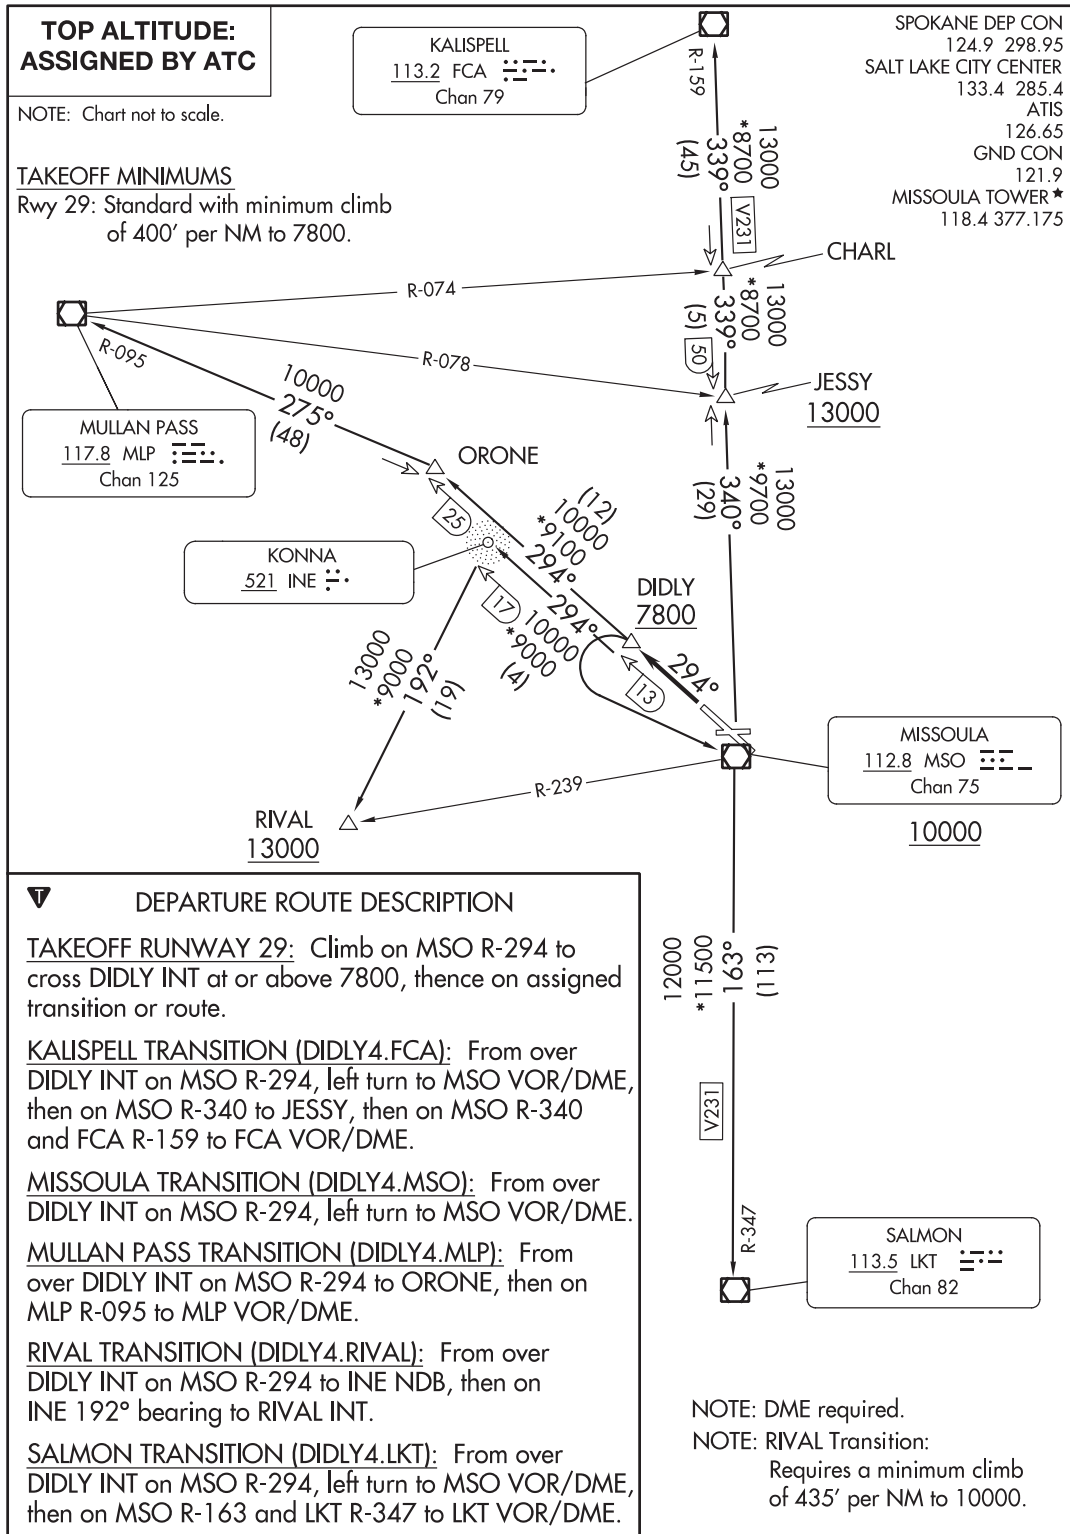 TOP ALTITUDE:
ASSIGNED BY ATC
NOTE: Chart not to scale.
TAKEOFF MINIMUMS
Rwy 29: Standard with minimum climb
of 400' per NM to 7800.
KALISPELL
113.2 FCA
Chan 79
SPOKANE DEP CON
124.9 298.95
SALT LAKE CITY CENTER
133.4 285.4
ATIS
126.65
GND CON
121.9
MISSOULA TOWER★
118.4 377.175
R-159
13000
*8700
339°
(45)
V231
CHARL
R-074
13000
*8700
339°
(5)
50
R-078
JESSY
13000
R-095
MULLAN PASS
117.8 MLP
Chan 125
10000
275°
(48)
ORONE
25
(12)
10000
*9100
294°
13000
*9700
340°
(29)
KONNA
521 INE
17
294°
10000
*9000
(4)
DIDLY
7800
13
294°
13000
*9000
192°
(19)
MISSOULA
112.8 MSO
Chan 75
10000
R-239
RIVAL
13000
12000
*11500
163°
(113)
V231
R-347
SALMON
113.5 LKT
Chan 82
T
DEPARTURE ROUTE DESCRIPTION
TAKEOFF RUNWAY 29: Climb on MSO R-294 to
cross DIDLY INT at or above 7800, thence on assigned
transition or route.
KALISPELL TRANSITION (DIDLY4.FCA): From over
DIDLY INT on MSO R-294, left turn to MSO VOR/DME,
then on MSO R-340 to JESSY, then on MSO R-340
and FCA R-159 to FCA VOR/DME.
MISSOULA TRANSITION (DIDLY4.MSO): From over
DIDLY INT on MSO R-294, left turn to MSO VOR/DME.
MULLAN PASS TRANSITION (DIDLY4.MLP): From
over DIDLY INT on MSO R-294 to ORONE, then on
MLP R-095 to MLP VOR/DME.
RIVAL TRANSITION (DIDLY4.RIVAL): From over
DIDLY INT on MSO R-294 to INE NDB, then on
INE 192° bearing to RIVAL INT.
SALMON TRANSITION (DIDLY4.LKT): From over
DIDLY INT on MSO R-294, left turn to MSO VOR/DME,
then on MSO R-163 and LKT R-347 to LKT VOR/DME.
NOTE: DME required.
NOTE: RIVAL Transition:
Requires a minimum climb
of 435' per NM to 10000.